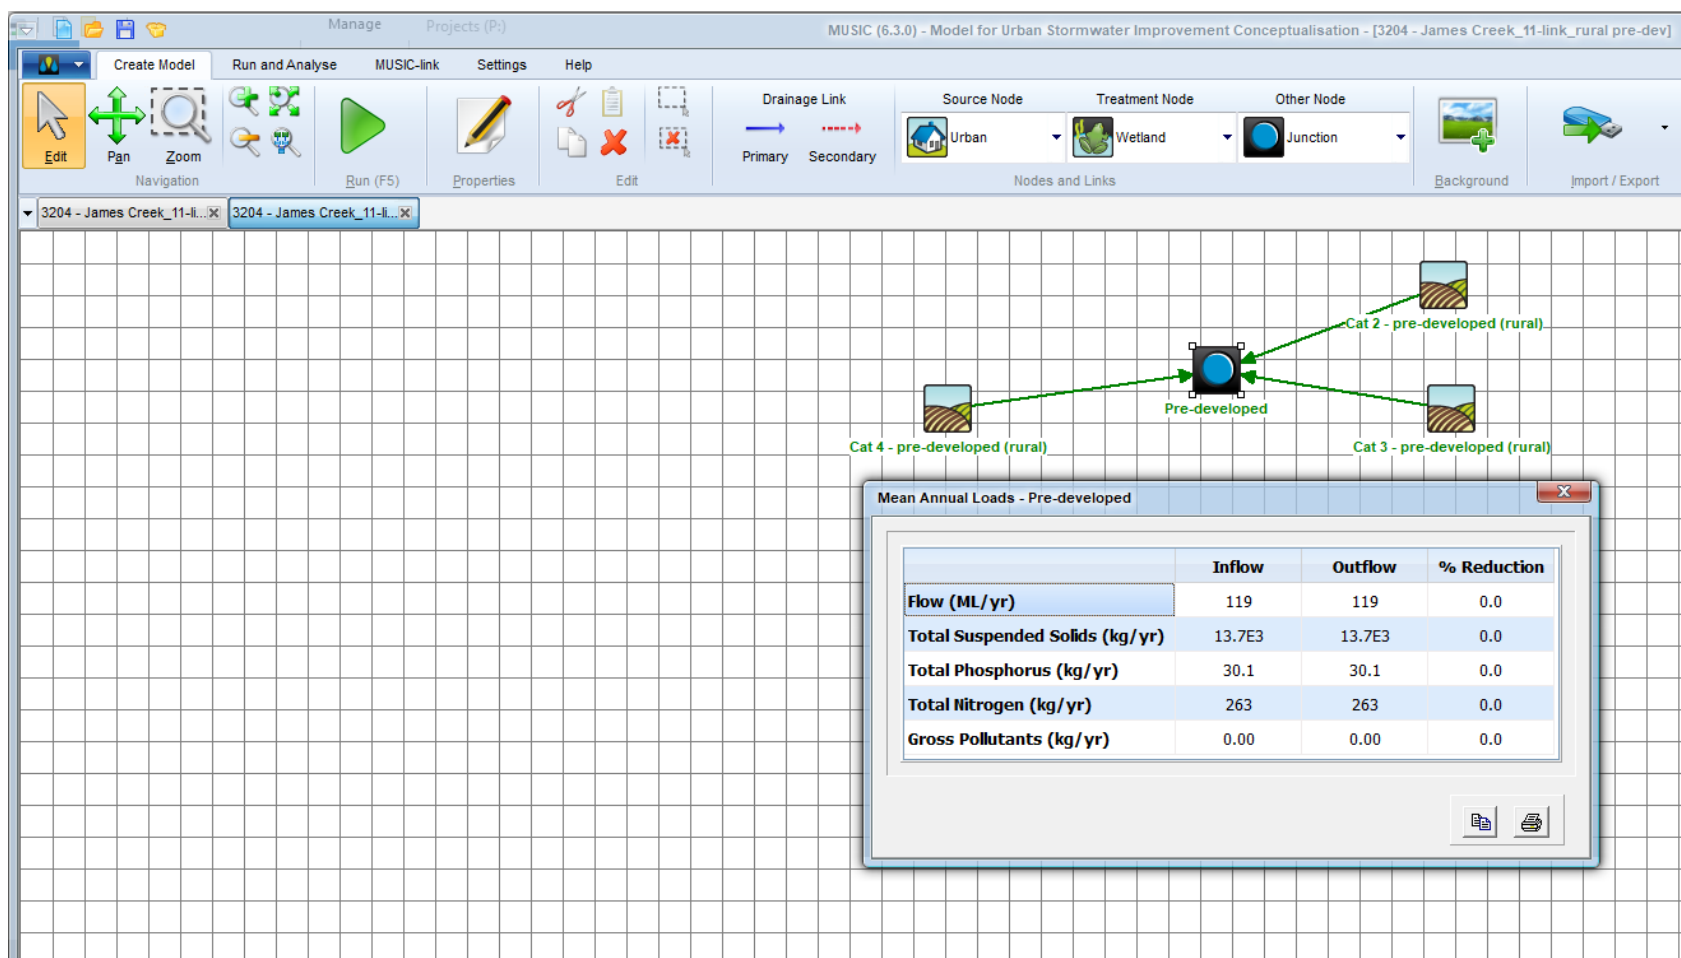 Manage Projects (P:)
MUSIC (6.3.0) - Model for Urban Stormwater Improvement Conceptualisation - [3204 - James Creek_11-link_rural pre-dev]
Create Model Run and Analyse MUSIC-link Settings Help
Drainage Link Source Node Treatment Node Other Node
Urban Wetland Junction
Edit Pan Zoom Primary Secondary
Navigation Run (F5) Properties Edit Nodes and Links Background Import / Export
3204 - James Creek_11-li... 3204 - James Creek_11-li...
Cat 2 - pre-developed (rural)
Pre-developed
Cat 4 - pre-developed (rural) Cat 3 - pre-developed (rural)
Mean Annual Loads - Pre-developed
Inflow Outflow % Reduction
Flow (ML/yr) 119 119 0.0
Total Suspended Solids (kg/yr) 13.7E3 13.7E3 0.0
Total Phosphorus (kg/yr) 30.1 30.1 0.0
Total Nitrogen (kg/yr) 263 263 0.0
Gross Pollutants (kg/yr) 0.00 0.00 0.0